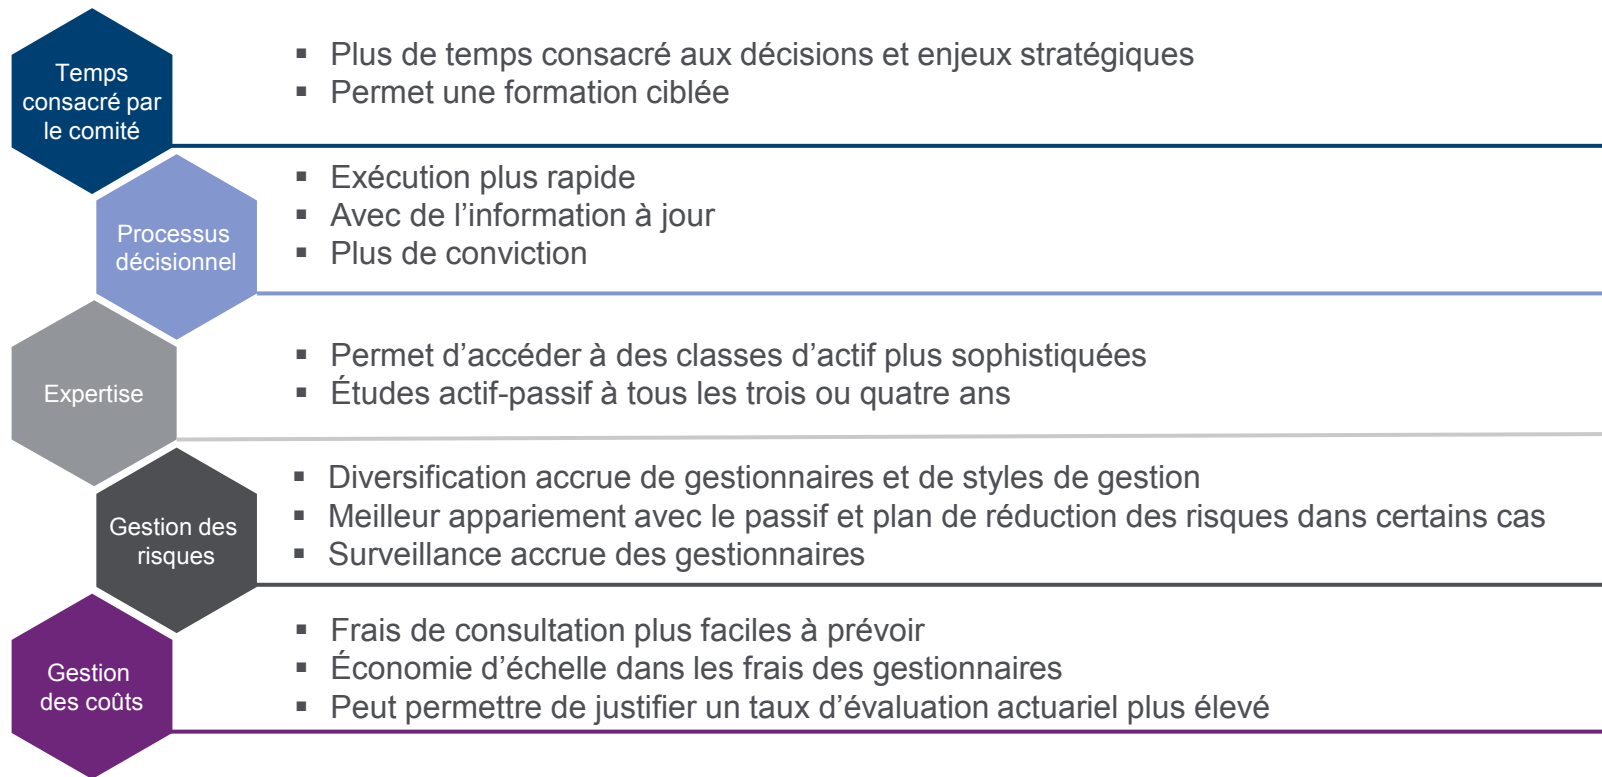 Temps
consacré par
le comité
▪ Plus de temps consacré aux décisions et enjeux stratégiques
▪ Permet une formation ciblée
Processus
décisionnel
▪ Exécution plus rapide
▪ Avec de l’information à jour
▪ Plus de conviction
Expertise
▪ Permet d’accéder à des classes d’actif plus sophistiquées
▪ Études actif-passif à tous les trois ou quatre ans
Gestion des
risques
▪ Diversification accrue de gestionnaires et de styles de gestion
▪ Meilleur appariement avec le passif et plan de réduction des risques dans certains cas
▪ Surveillance accrue des gestionnaires
Gestion
des coûts
▪ Frais de consultation plus faciles à prévoir
▪ Économie d’échelle dans les frais des gestionnaires
▪ Peut permettre de justifier un taux d’évaluation actuariel plus élevé